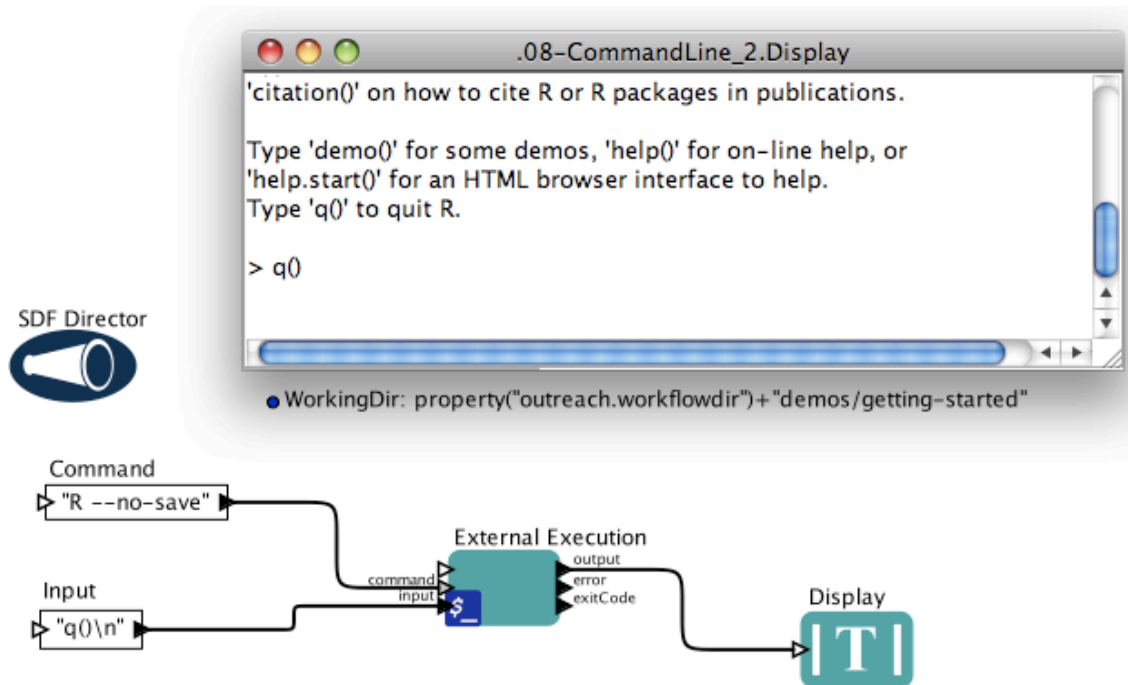 .08-CommandLine_2.Display
'citation()' on how to cite R or R packages in publications.
Type 'demo()' for some demos, 'help()' for on-line help, or
'help.start()' for an HTML browser interface to help.
Type 'q()' to quit R.
> q()
SDF Director
WorkingDir: property("outreach.workflowdir")+"demos/getting-started"
Command
"R --no-save"
External Execution
output
command
error
input
exitCode
$_
Input
"q()\n"
Display
T